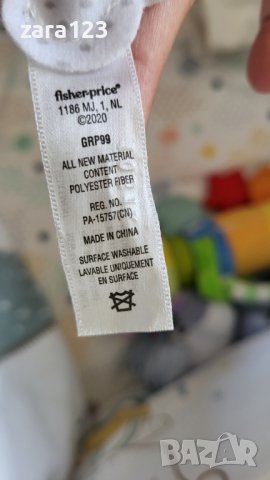 zara123
fisher-price®
1186 MJ, 1, NL
©2020
GRP99
ALL NEW MATERIAL
CONTENT
POLYESTER FIBER
REG. NO.
PA-15757(CN)
MADE IN CHINA
SURFACE WASHABLE
LAVABLE UNIQUEMENT
EN SURFACE
BAZAR.BG